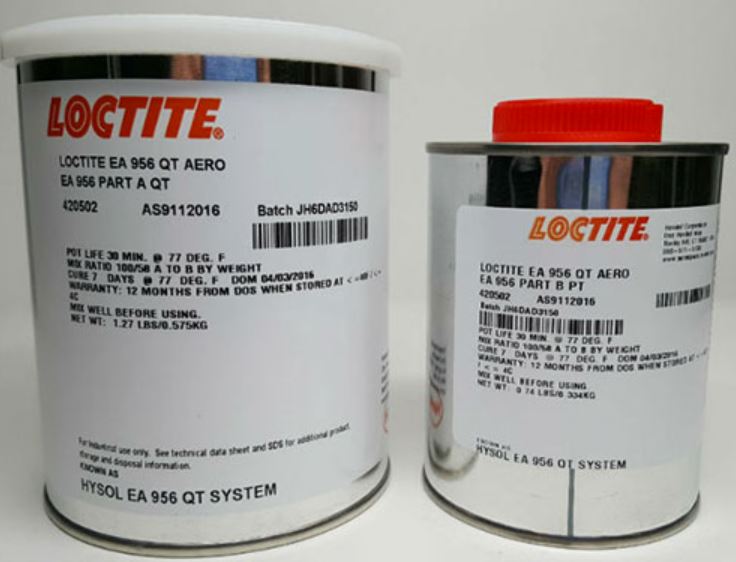 LOCTITE®
LOCTITE EA 956 QT AERO
EA 956 PART A QT
420502 AS9112016 Batch JH6DAD3150
POT LIFE 30 MIN. @ 77 DEG. F
MIX RATIO 100/58 A TO B BY WEIGHT
CURE 7 DAYS @ 77 DEG. F DOM 04/03/2016
WARRANTY: 12 MONTHS FROM DOS WHEN STORED AT < =40F / <=
4C
MIX WELL BEFORE USING.
NET WT: 1.27 LBS/0.575KG
For Industrial use only. See technical data sheet and SDS for additional product,
storage and disposal information.
KNOWN AS
HYSOL EA 956 QT SYSTEM
LOCTITE.
Henkel Corporation
LOCTITE EA 956 QT AERO
EA 956 PART B PT
420502 AS9112016
Batch JH6DAD3150
POT LIFE 30 MIN. @ 77 DEG. F
MIX RATIO 100/58 A TO B BY WEIGHT
CURE 7 DAYS @ 77 DEG. F DOM 04/03/2016
WARRANTY: 12 MONTHS FROM DOS WHEN STORED AT
/ <= 4C
MIX WELL BEFORE USING
NET WT: 0.74 LBS/0.334KG
KNOWN AS
HYSOL EA 956 QT SYSTEM